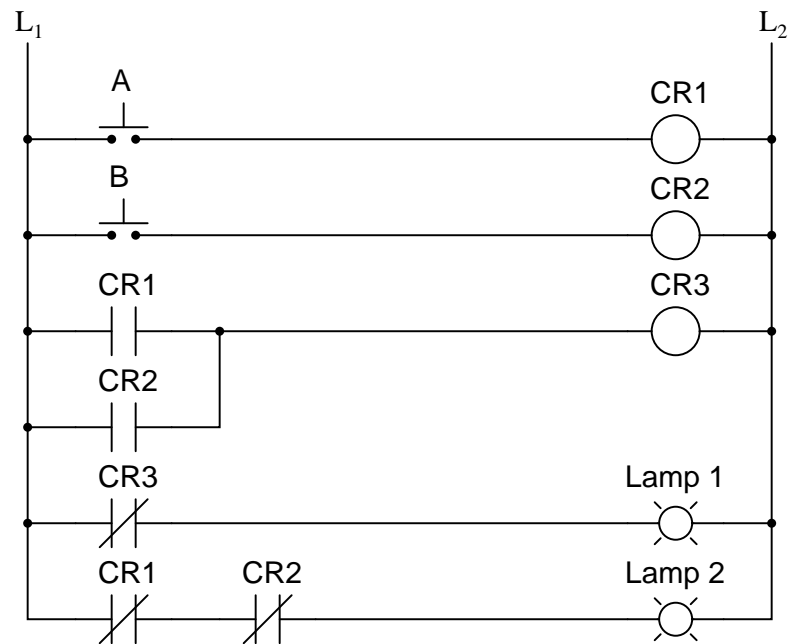 L₁ L₂
A
CR1
B
CR2
CR1 CR3
CR2
CR3 Lamp 1
CR1 CR2 Lamp 2